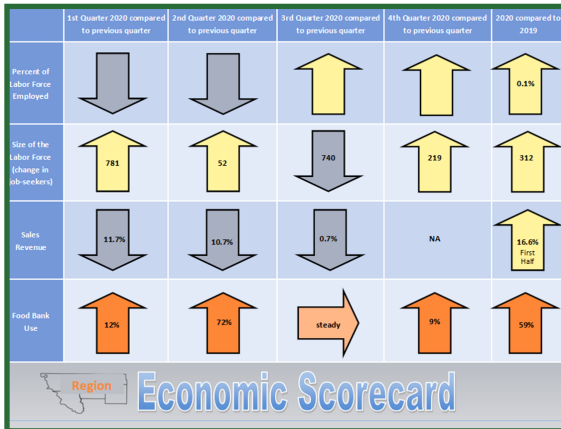 1st Quarter 2020 compared
to previous quarter
2nd Quarter 2020 compared
to previous quarter
3rd Quarter 2020 compared
to previous quarter
4th Quarter 2020 compared
to previous quarter
2020 compared to
2019
Percent of
Labor Force
Employed
0.1%
Size of the
Labor Force
(change in
job-seekers)
781
52
740
219
312
Sales
Revenue
11.7%
10.7%
0.7%
NA
16.6%
First
Half
Food Bank
Use
12%
72%
steady
9%
59%
Region
Economic Scorecard